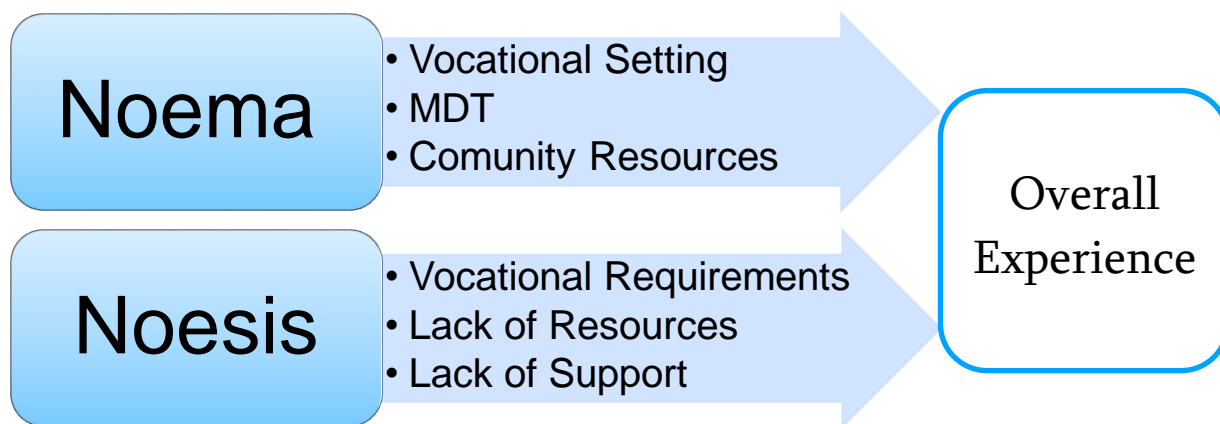 Noema
• Vocational Setting
• MDT
• Comunity Resources
Noesis
• Vocational Requirements
• Lack of Resources
• Lack of Support
Overall
Experience